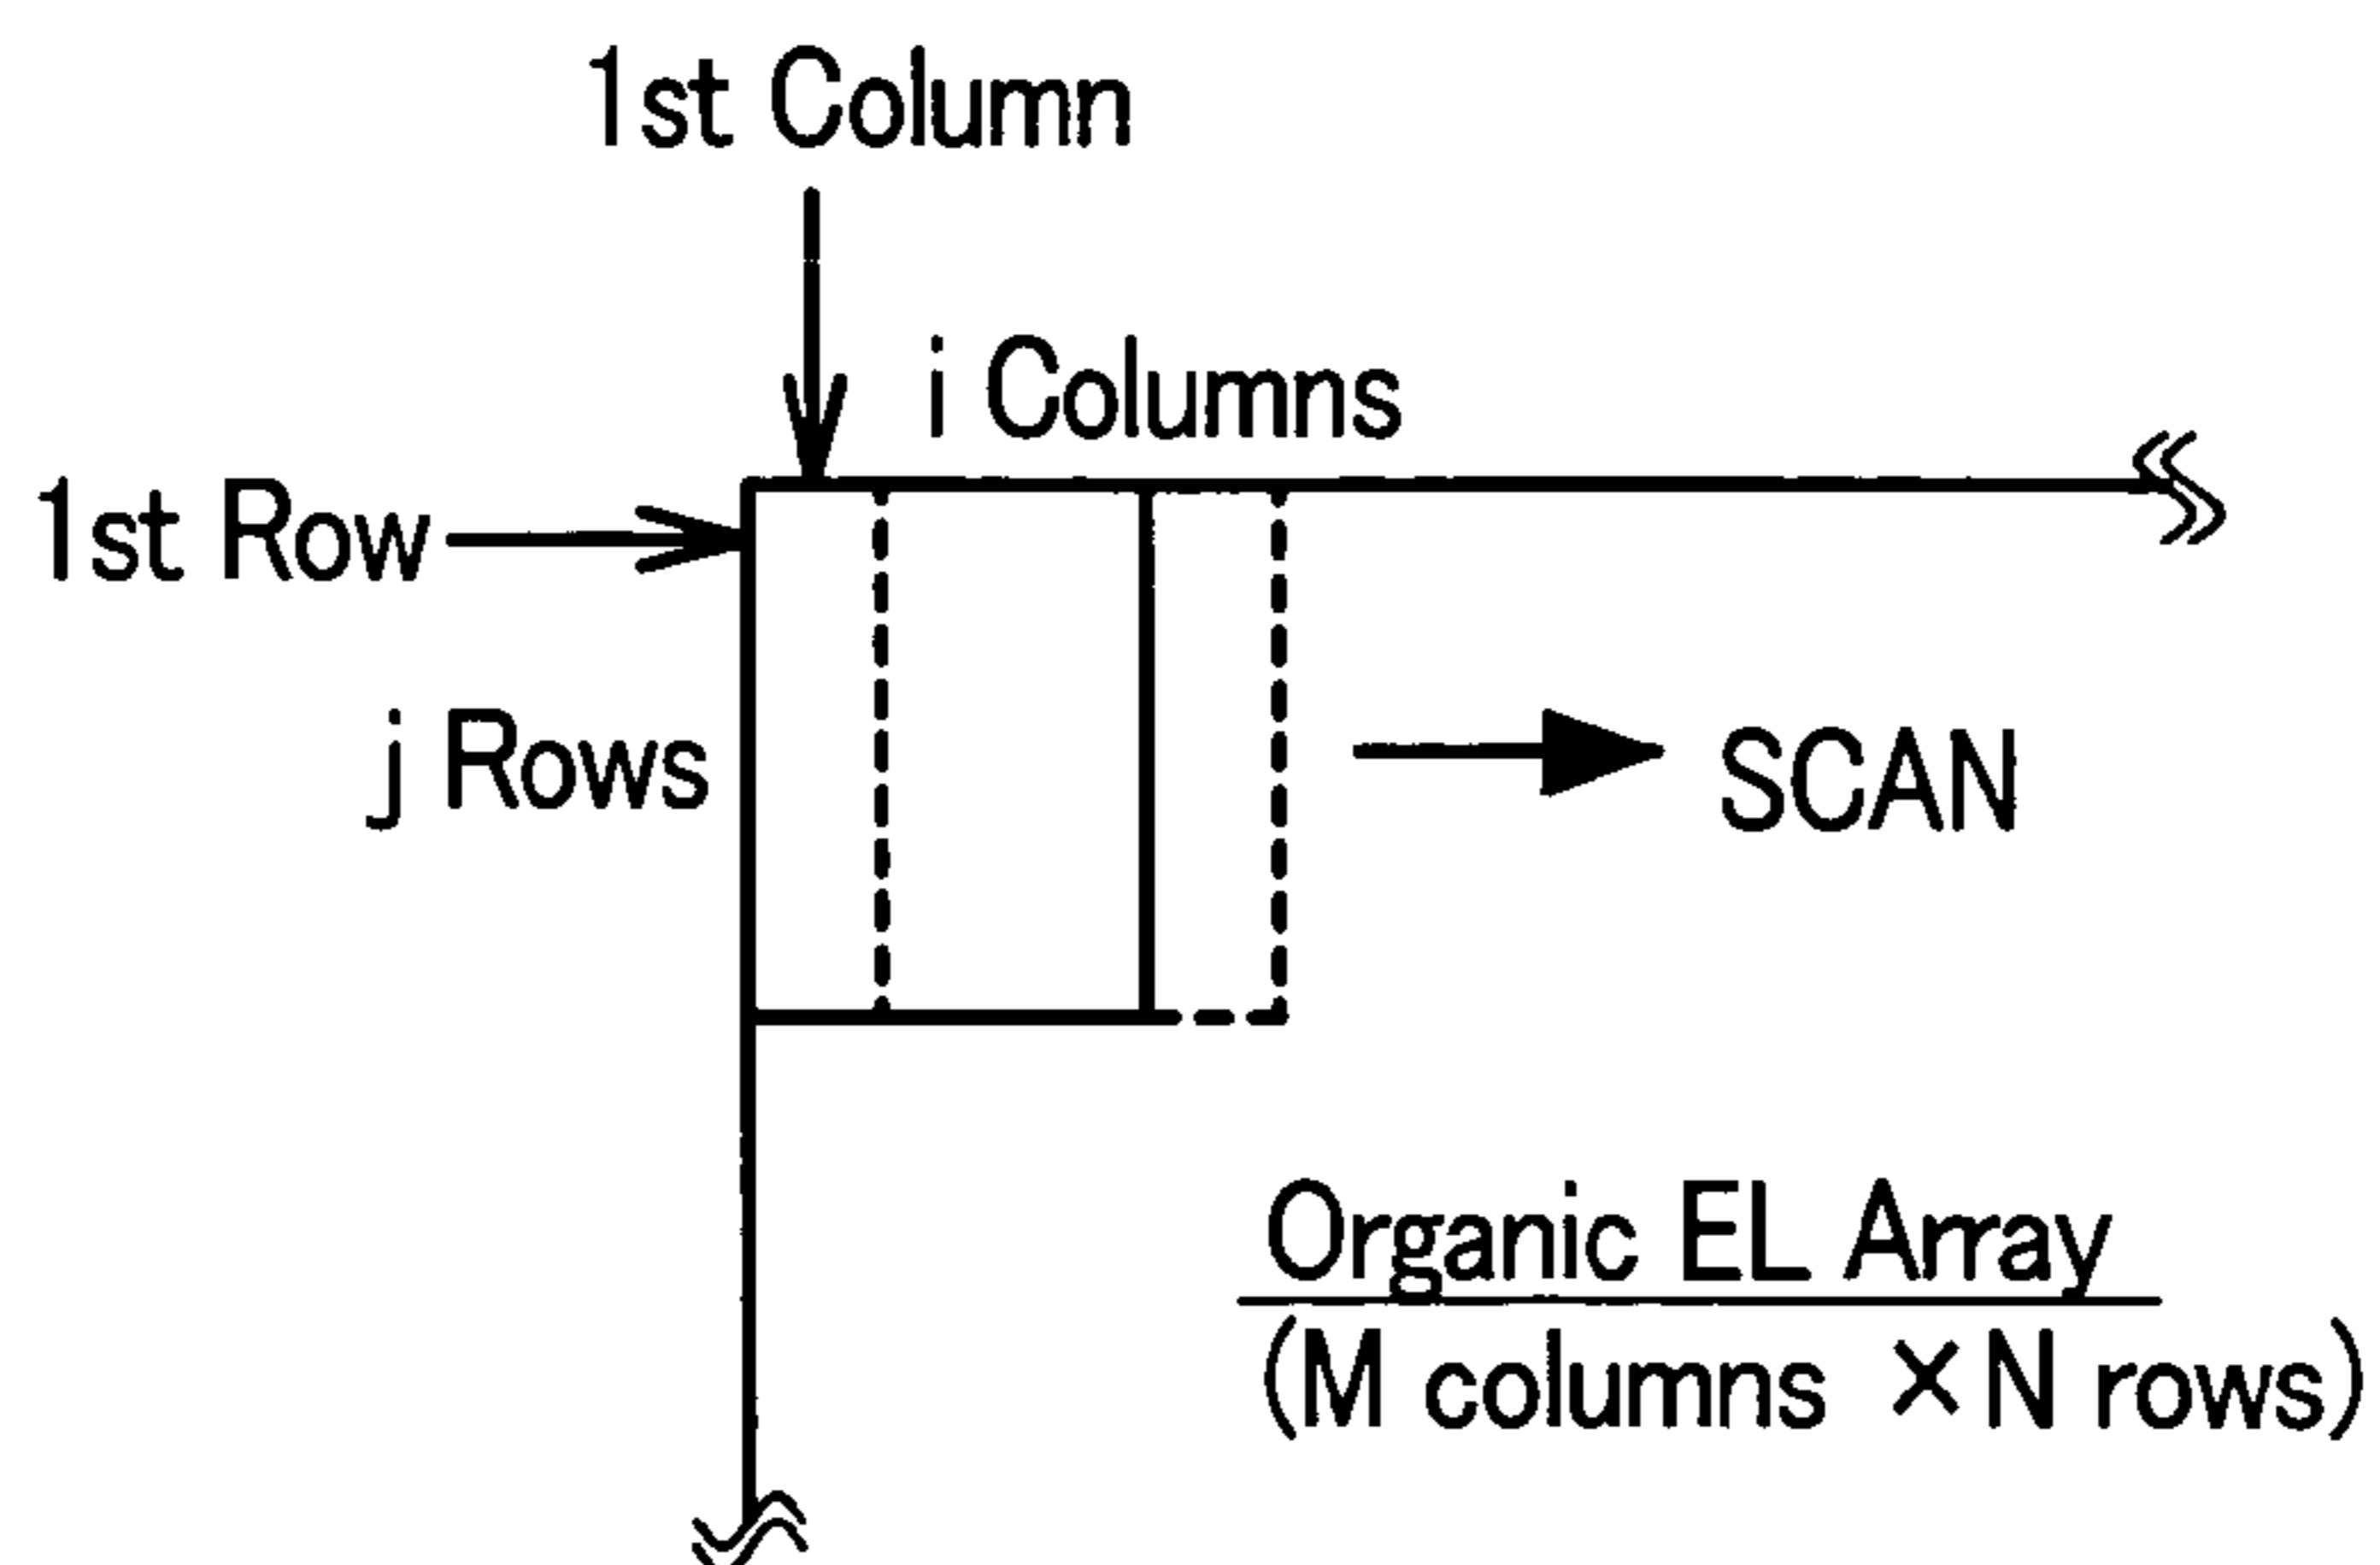 1st Column
i Columns
1st Row
j Rows
SCAN
Organic EL Array
(M columns × N rows)